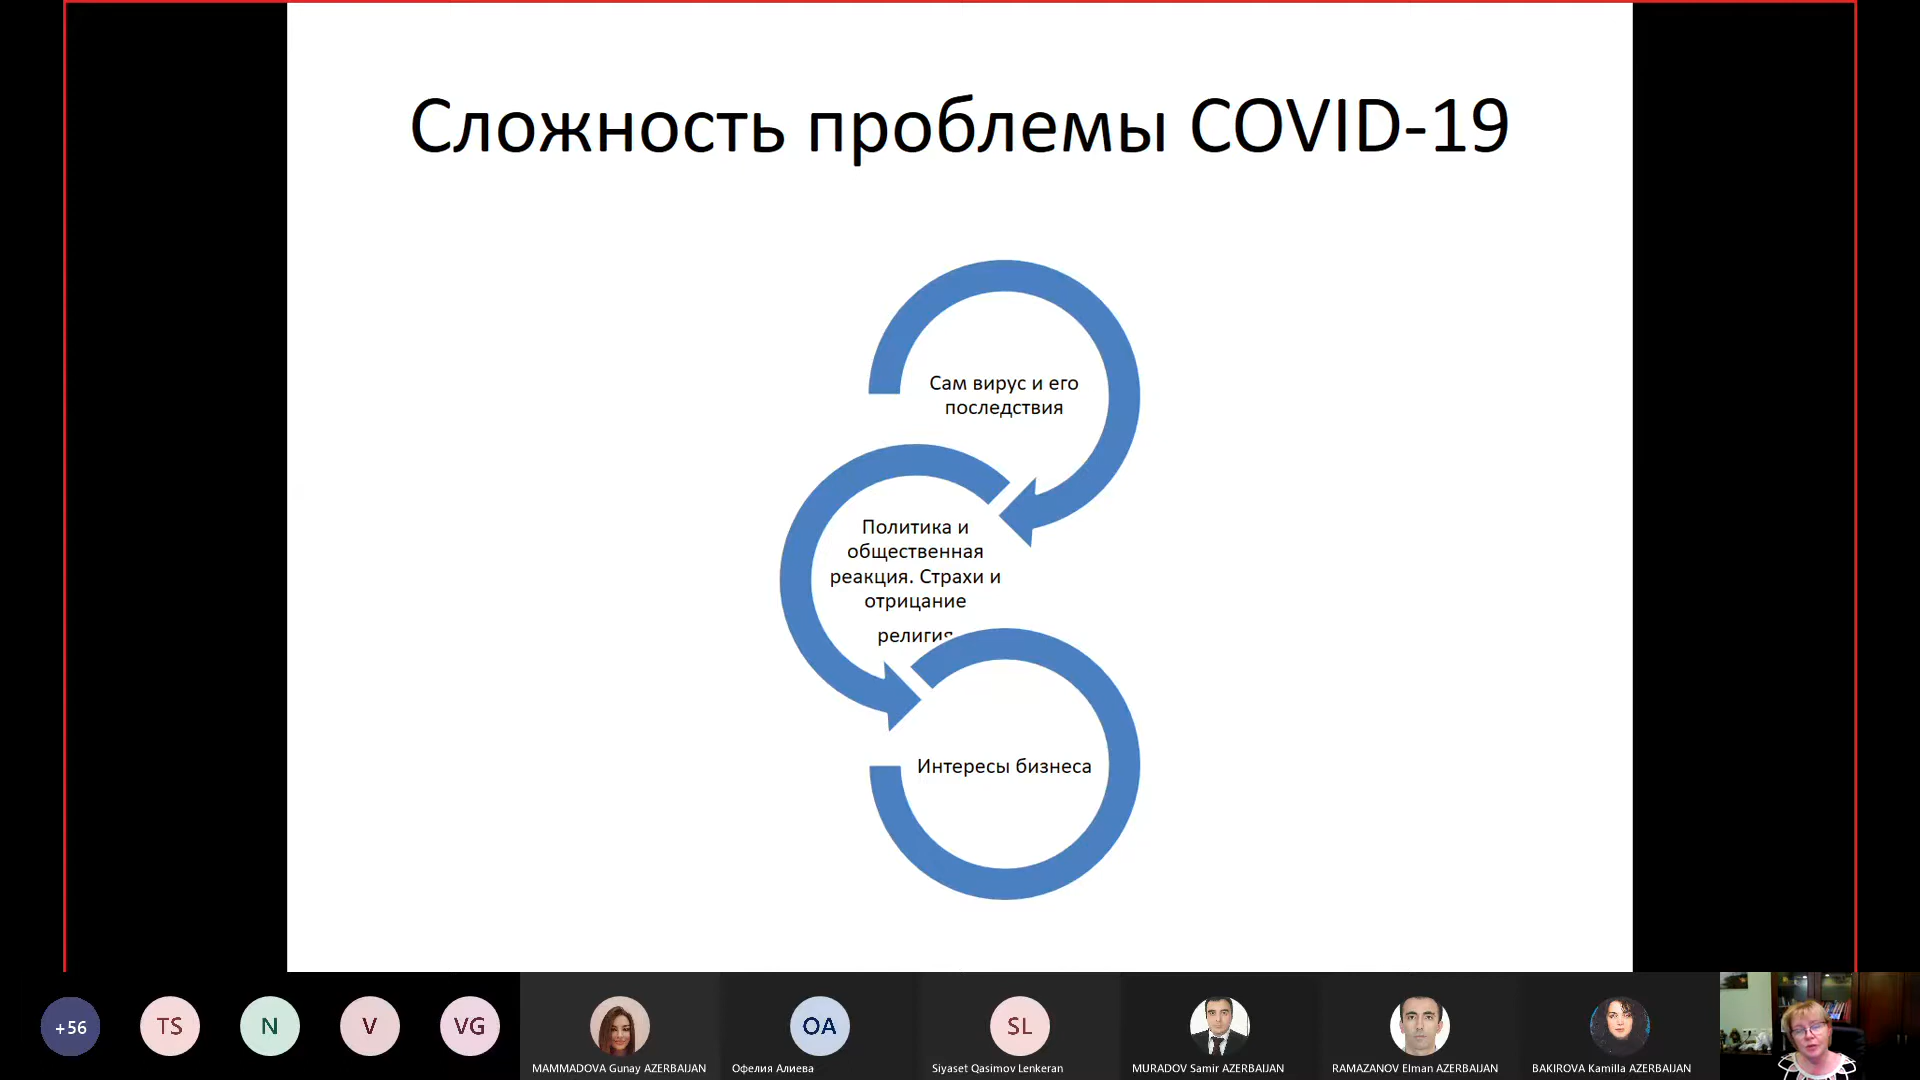 Сложность проблемы COVID-19
Сам вирус и его
последствия
Политика и
общественная
реакция. Страхи и
отрицание
религия
Интересы бизнеса
+56
TS
N
V
VG
MAMMADOVA Gunay AZERBAIJAN
OA
Офелия Алиева
SL
Siyaset Qasimov Lenkeran
MURADOV Samir AZERBAIJAN
RAMAZANOV Elman AZERBAIJAN
BAKIROVA Kamilla AZERBAIJAN